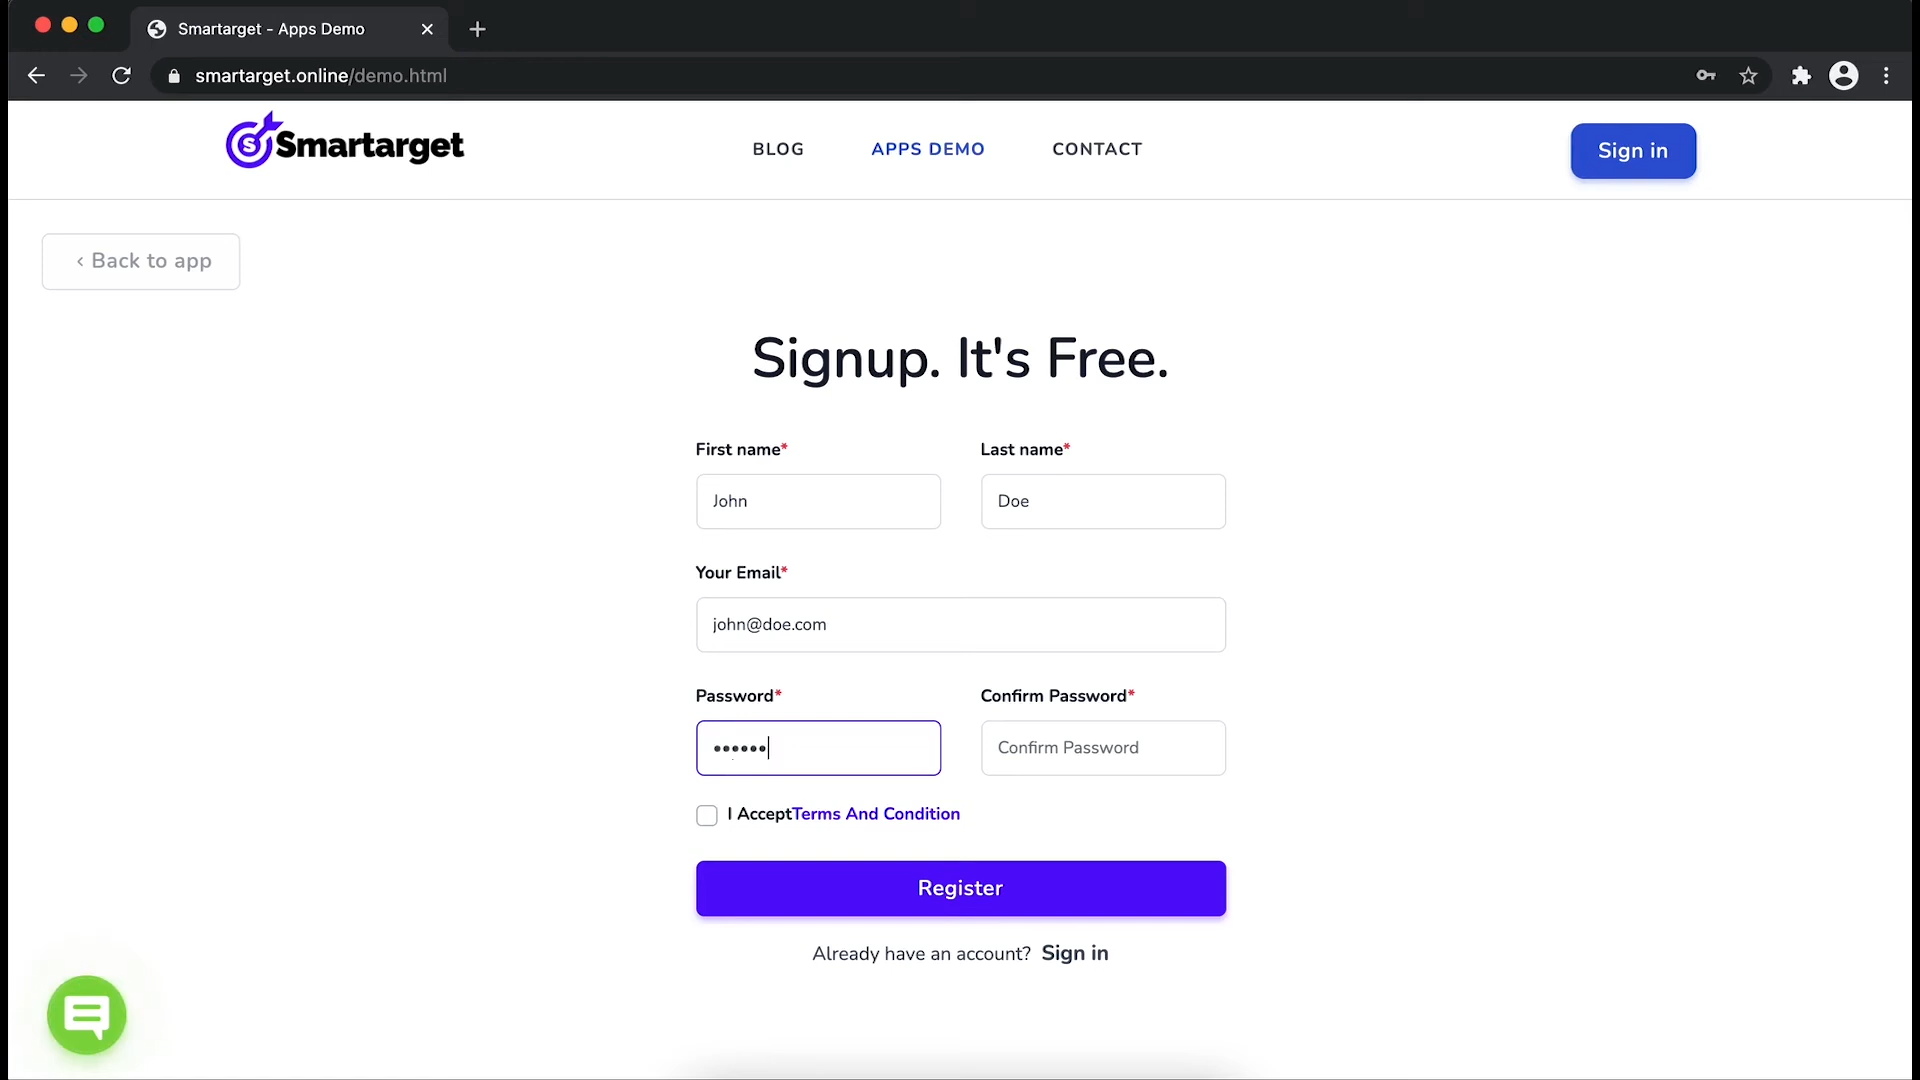 Smartarget - Apps Demo
smartarget.online/demo.html
Smartarget
BLOG
APPS DEMO
CONTACT
Sign in
‹ Back to app
Signup. It's Free.
First name*
Last name*
John
Doe
Your Email*
john@doe.com
Password*
Confirm Password*
••••••
Confirm Password
I AcceptTerms And Condition
Register
Already have an account? Sign in